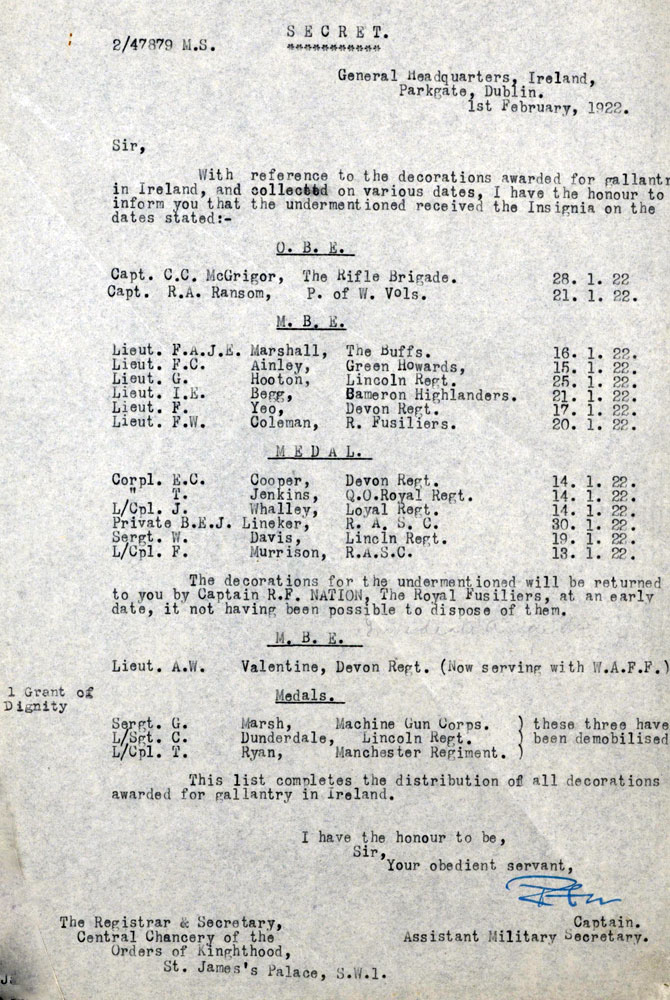 S E C R E T.
***********
2/47879 M.S.
General Headquarters, Ireland,
Parkgate, Dublin.
1st February, 1922.
Sir,
With reference to the decorations awarded for gallantr
in Ireland, and collected on various dates, I have the honour to
inform you that the undermentioned received the Insignia on the
dates stated:-
O. B. E.
Capt. C.C. McGrigor, The Rifle Brigade. 28. 1. 22
Capt. R.A. Ransom, P. of W. Vols. 21. 1. 22.
M. B. E.
Lieut. F.A.J.E. Marshall, The Buffs. 16. 1. 22.
Lieut. F.C. Ainley, Green Howards, 15. 1. 22.
Lieut. G. Hooton, Lincoln Regt. 25. 1. 22.
Lieut. I.E. Begg, Bameron Highlanders. 21. 1. 22.
Lieut. F. Yeo, Devon Regt. 17. 1. 22.
Lieut. F.W. Coleman, R. Fusiliers. 20. 1. 22.
M E D A L.
Corpl. E.C. Cooper, Devon Regt. 14. 1. 22.
" T. Jenkins, Q.O.Royal Regt. 14. 1. 22.
L/Cpl. J. Whalley, Loyal Regt. 14. 1. 22.
Private B.E.J. Lineker, R. A. S. C. 30. 1. 22.
Sergt. W. Davis, Lincln Regt. 19. 1. 22.
L/Cpl. F. Murrison, R.A.S.C. 13. 1. 22.
The decorations for the undermentioned will be returned
to you by Captain R.F. NATION, The Royal Fusiliers, at an early
date, it not having been possible to dispose of them.
M. B. E.
Lieut. A.W. Valentine, Devon Regt. (Now serving with W.A.F.F.)
1 Grant of
Dignity
Medals.
Sergt. G. Marsh, Machine Gun Corps. ) these three have
L/Sgt. C. Dunderdale, Lincoln Regt. ) been demobilised
L/Cpl. T. Ryan, Manchester Regiment. )
This list completes the distribution of all decorations
awarded for gallantry in Ireland.
I have the honour to be,
Sir,
Your obedient servant,
Captain.
Assistant Military Secretary.
The Registrar & Secretary,
Central Chancery of the
Orders of Kinghthood,
St. James's Palace, S.W.1.